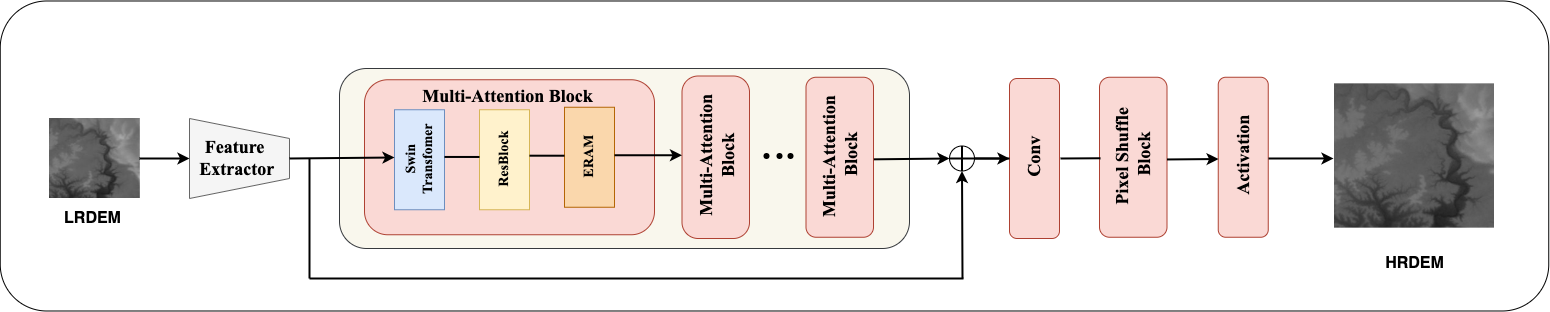 LRDEM
Feature
Extractor
Multi-Attention Block
Swin
Transfomer
ResBlock
ERAM
Multi-Attention
Block
Multi-Attention
Block
Conv
Pixel Shuffle
Block
Activation
HRDEM